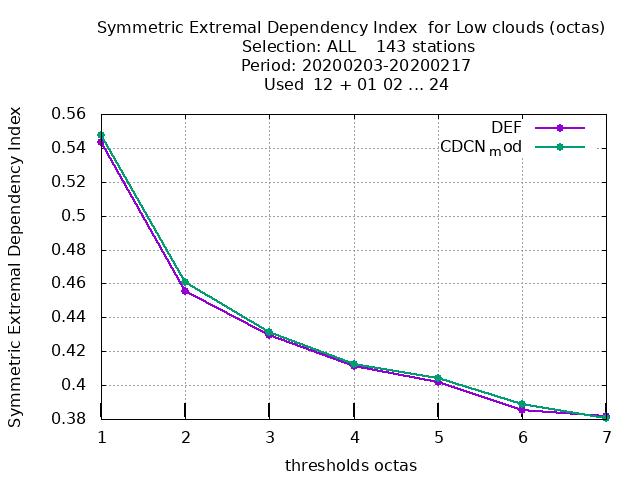 Symmetric Extremal Dependency Index  for Low clouds (octas)
Selection: ALL    143 stations
Period: 20200203-20200217
Used  12 + 01 02 ... 24
Symmetric Extremal Dependency Index
0.56
0.54
0.52
0.5
0.48
0.46
0.44
0.42
0.4
0.38
DEF
CDCNmod
1 2 3 4 5 6 7
thresholds octas